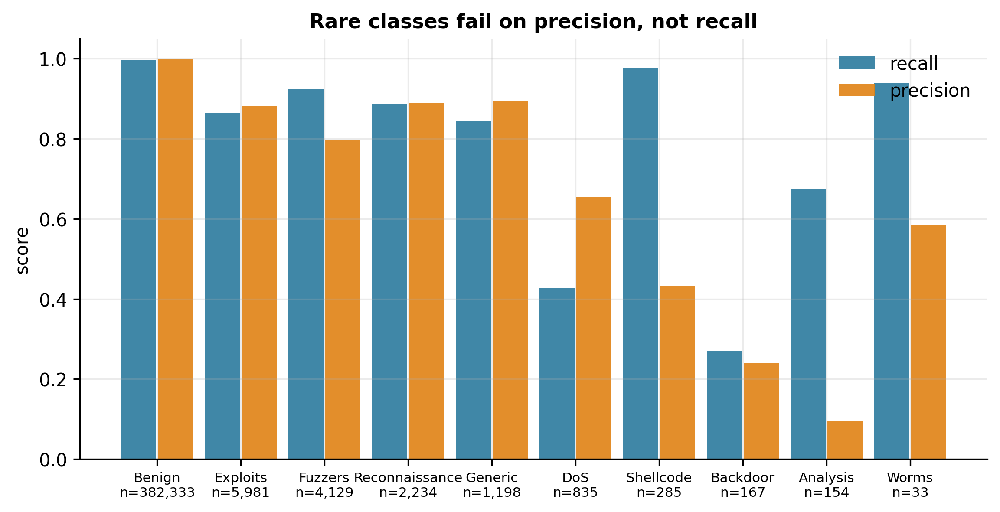 Rare classes fail on precision, not recall
recall
precision
score
1.0
0.8
0.6
0.4
0.2
0.0
Benign Exploits Fuzzers Reconnaissance Generic DoS Shellcode Backdoor Analysis Worms
n=382,333 n=5,981 n=4,129 n=2,234 n=1,198 n=835 n=285 n=167 n=154 n=33